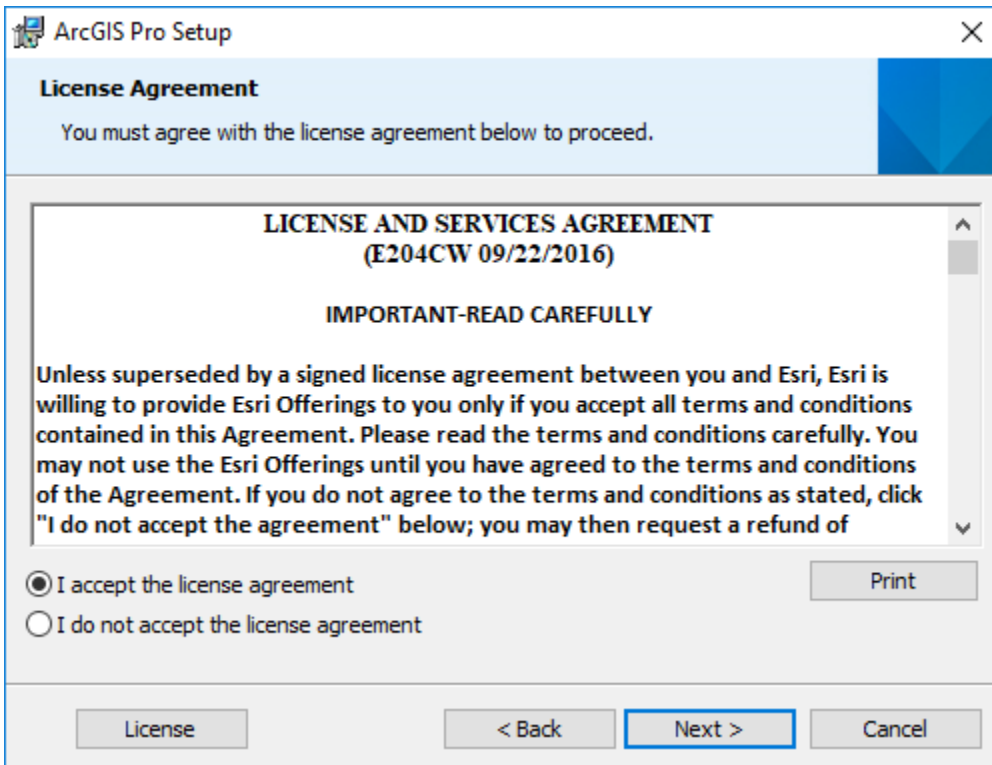 ArcGIS Pro Setup
License Agreement
You must agree with the license agreement below to proceed.
LICENSE AND SERVICES AGREEMENT
(E204CW 09/22/2016)
IMPORTANT-READ CAREFULLY
Unless superseded by a signed license agreement between you and Esri, Esri is
willing to provide Esri Offerings to you only if you accept all terms and conditions
contained in this Agreement. Please read the terms and conditions carefully. You
may not use the Esri Offerings until you have agreed to the terms and conditions
of the Agreement. If you do not agree to the terms and conditions as stated, click
"I do not accept the agreement" below; you may then request a refund of
I accept the license agreement
Print
I do not accept the license agreement
License
< Back
Next >
Cancel